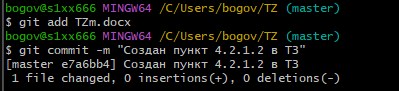 bogov@s1xx666 MINGW64 /C/Users/bogov/TZ (master)
$ git add TZm.docx
bogov@s1xx666 MINGW64 /C/Users/bogov/TZ (master)
$ git commit -m "Создан пункт 4.2.1.2 в ТЗ"
[master e7a6bb4] Создан пункт 4.2.1.2 в ТЗ
1 file changed, 0 insertions(+), 0 deletions(-)